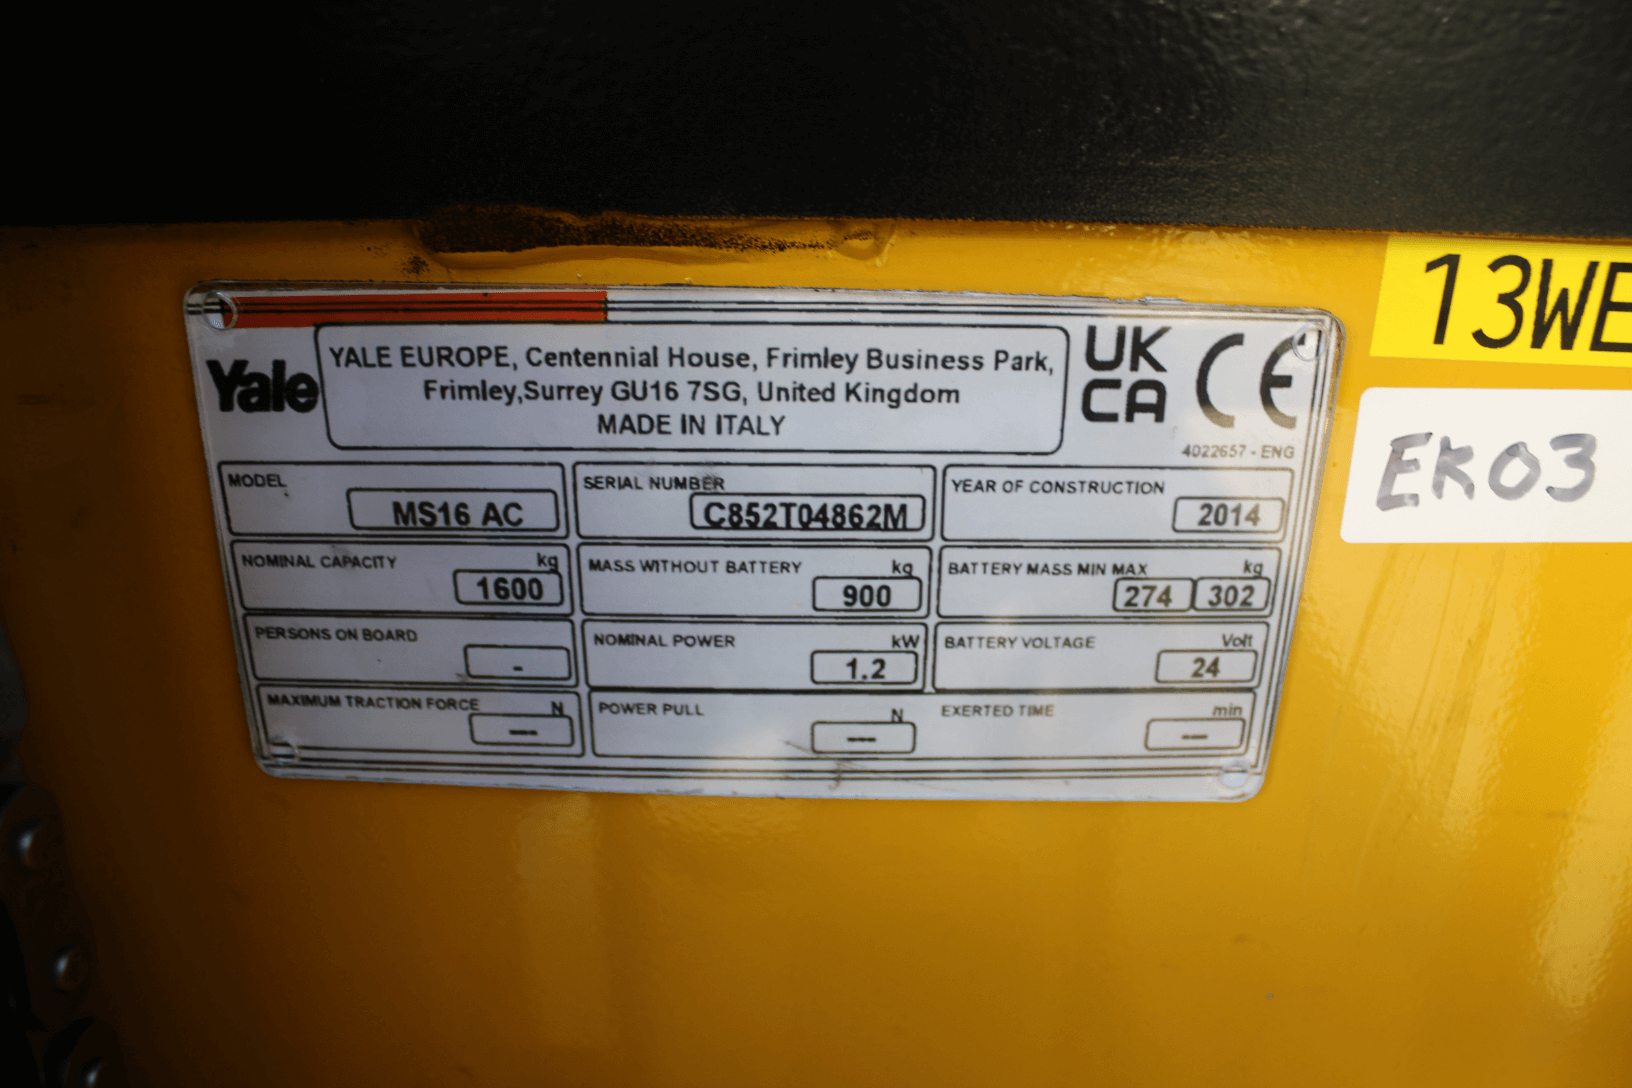 13WE
Yale
YALE EUROPE, Centennial House, Frimley Business Park,
Frimley,Surrey GU16 7SG, United Kingdom
MADE IN ITALY
UK
CA
CE
4022657 - ENG
EK03
MODEL
MS16 AC
SERIAL NUMBER
C852T04862M
YEAR OF CONSTRUCTION
2014
NOMINAL CAPACITY kg
1600
MASS WITHOUT BATTERY kg
900
BATTERY MASS MIN MAX kg
274 302
PERSONS ON BOARD
-
NOMINAL POWER kW
1.2
BATTERY VOLTAGE Volt
24
MAXIMUM TRACTION FORCE N
---
POWER PULL N
---
EXERTED TIME min
---